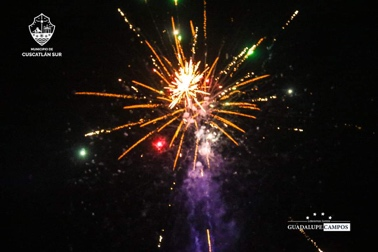 MUNICIPIO DE
CUSCATLÁN SUR
GUADALUPE CAMPOS